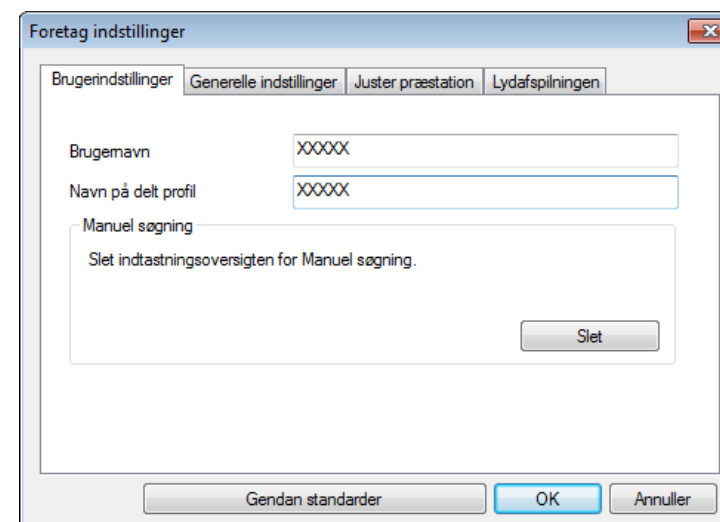 Foretag indstillinger
Brugerindstillinger Generelle indstillinger Juster præstation Lydafspilningen
Brugernavn XXXXX
Navn på delt profil XXXXX
Manuel søgning
Slet indtastningsoversigten for Manuel søgning.
Slet
Gendan standarder OK Annuller